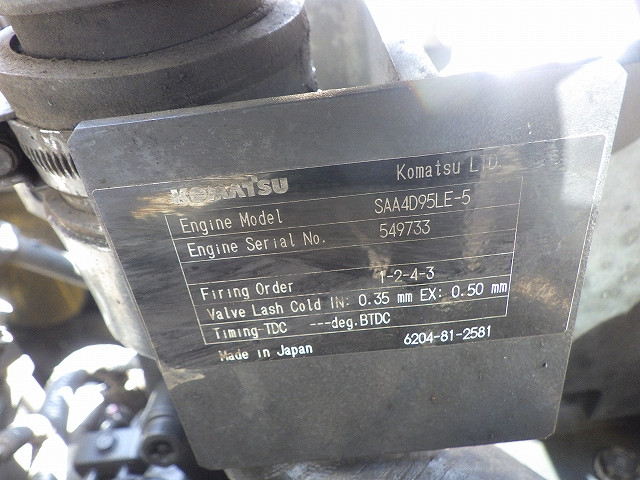 KOMATSU Komatsu LTD.
Engine Model SAA4D95LE-5
Engine Serial No. 549733
Firing Order 1-2-4-3
Valve Lash Cold IN: 0.35 mm EX: 0.50 mm
Timing-TDC ---deg.BTDC
Made in Japan 6204-81-2581